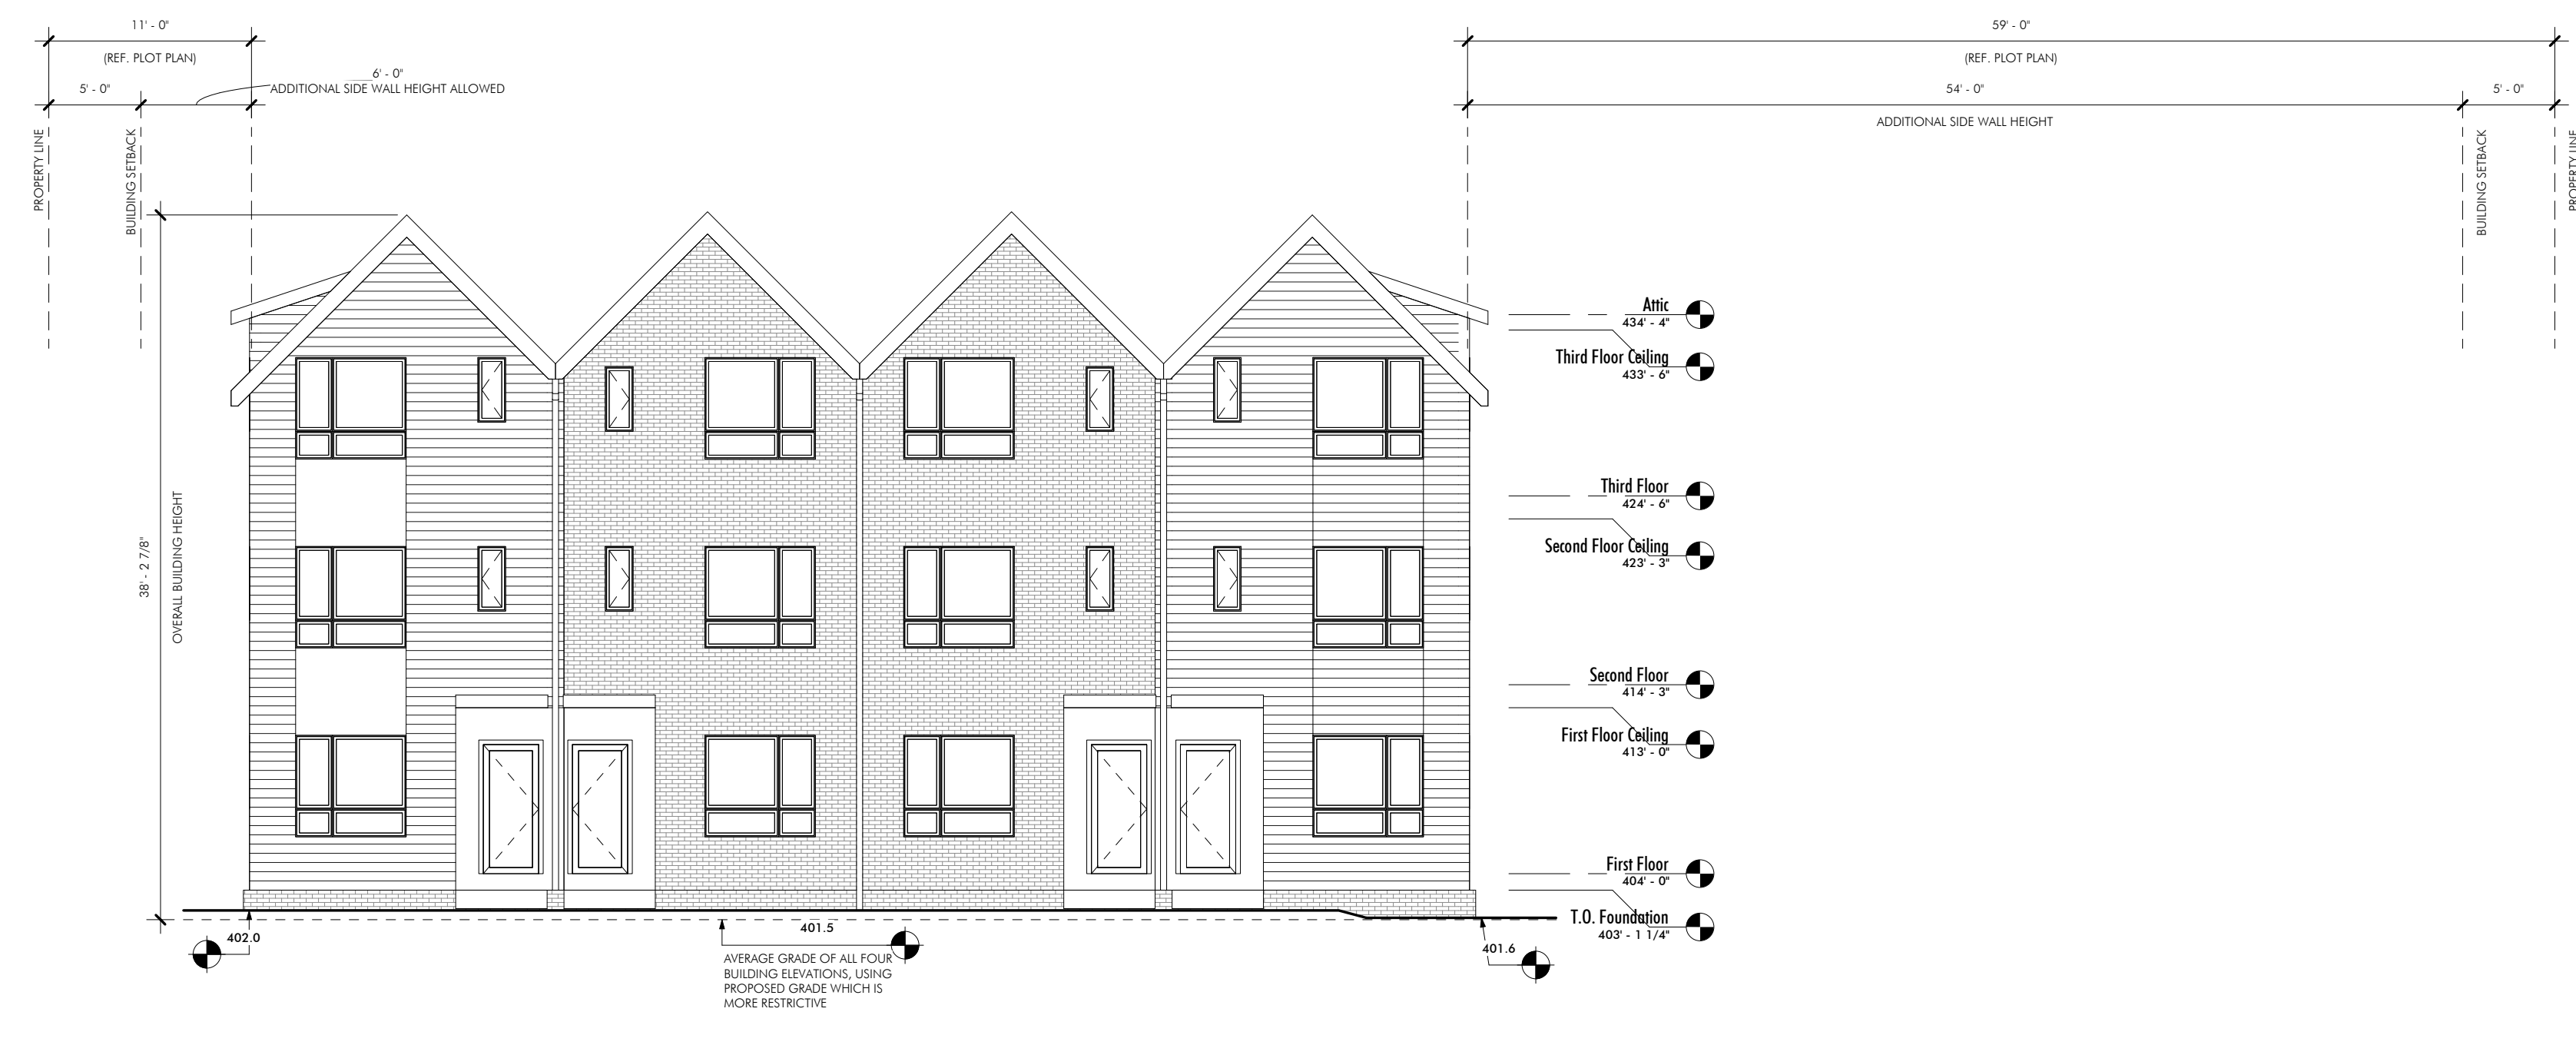 11' - 0"
(REF. PLOT PLAN)
6' - 0"
5' - 0"
ADDITIONAL SIDE WALL HEIGHT ALLOWED
59' - 0"
(REF. PLOT PLAN)
54' - 0"
5' - 0"
ADDITIONAL SIDE WALL HEIGHT
PROPERTY LINE
BUILDING SETBACK
BUILDING SETBACK
PROPERTY LINE
38' - 2 7/8"
OVERALL BUILDING HEIGHT
Attic
434' - 4"
Third Floor Ceiling
433' - 6"
Third Floor
424' - 6"
Second Floor Ceiling
423' - 3"
Second Floor
414' - 3"
First Floor Ceiling
413' - 0"
First Floor
404' - 0"
T.O. Foundation
403' - 1 1/4"
402.0
401.5
401.6
AVERAGE GRADE OF ALL FOUR
BUILDING ELEVATIONS, USING
PROPOSED GRADE WHICH IS
MORE RESTRICTIVE